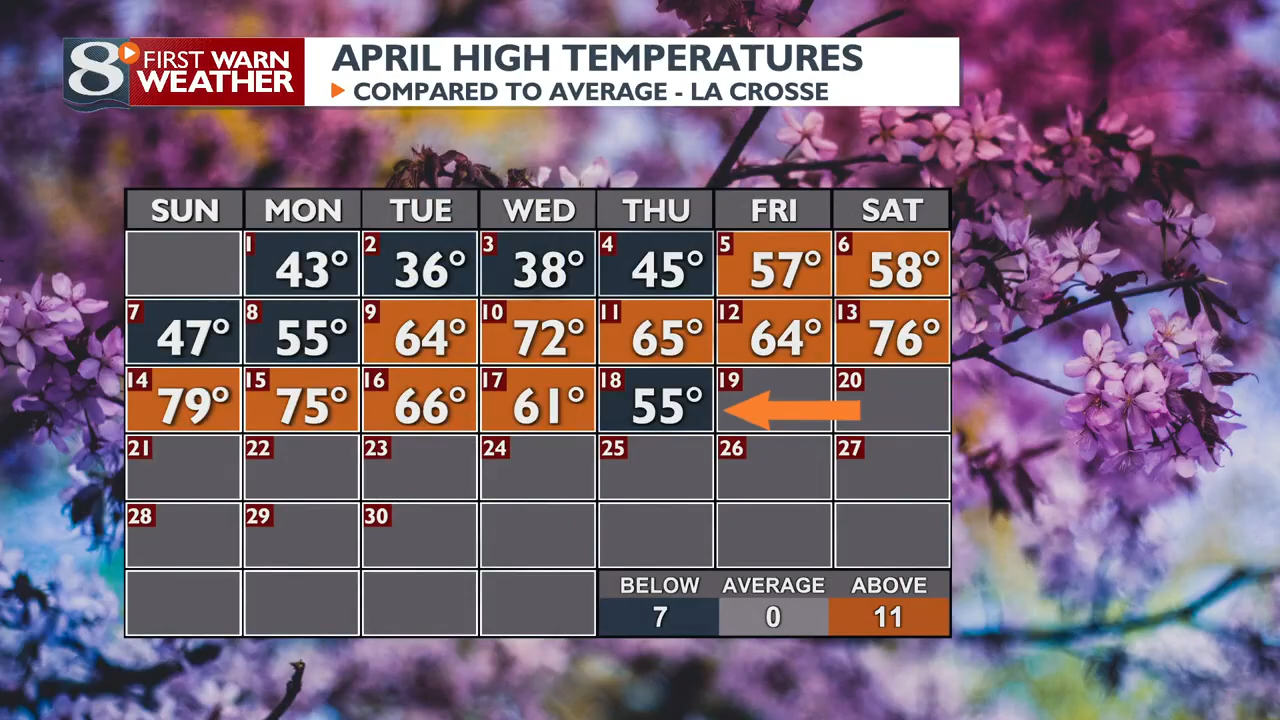 8 FIRST WARN
WEATHER
APRIL HIGH TEMPERATURES
COMPARED TO AVERAGE - LA CROSSE
SUN MON TUE WED THU FRI SAT
1 43° 2 36° 3 38° 4 45° 5 57° 6 58°
7 47° 8 55° 9 64° 10 72° 11 65° 12 64° 13 76°
14 79° 15 75° 16 66° 17 61° 18 55° 19 20
21 22 23 24 25 26 27
28 29 30
BELOW AVERAGE ABOVE
7 0 11